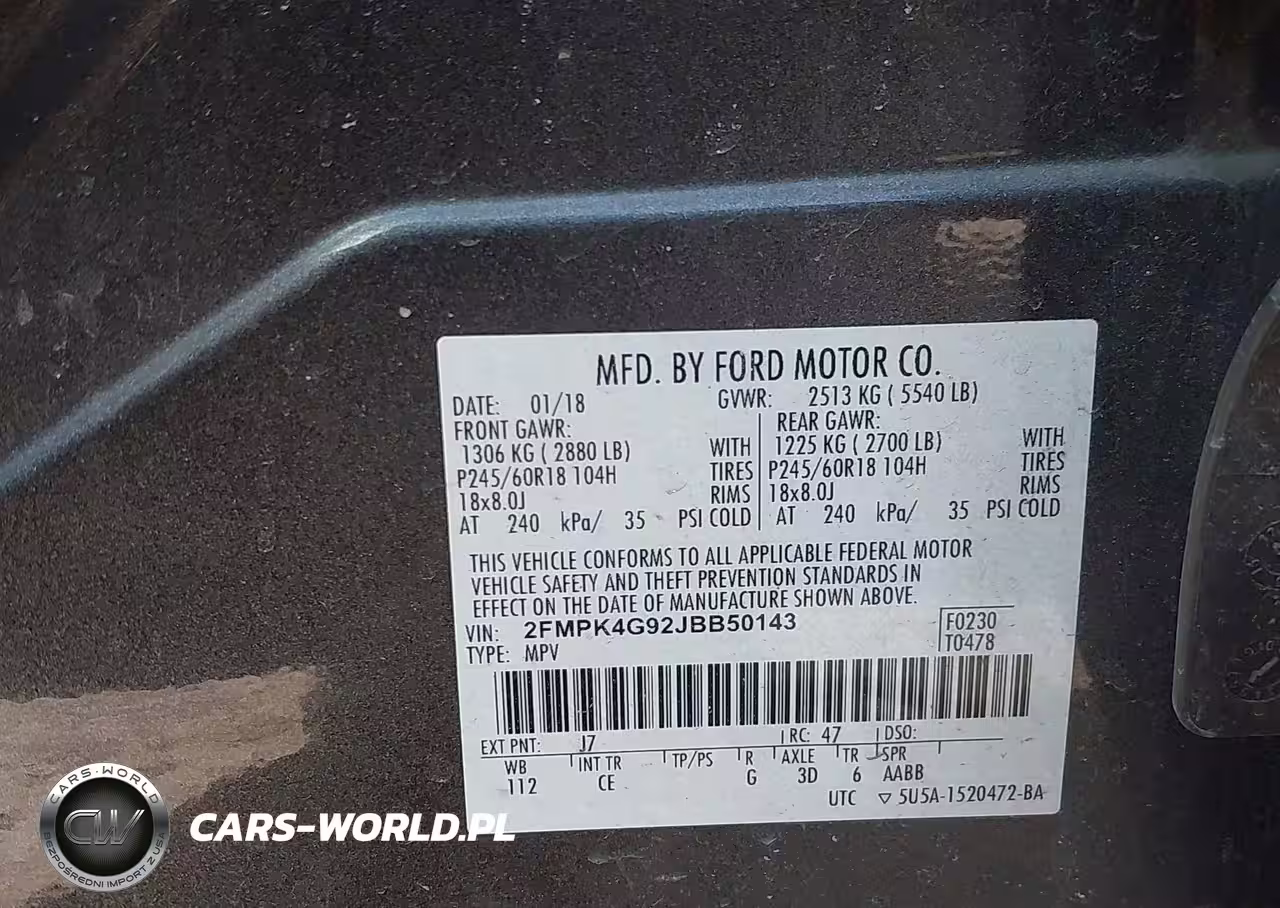 MFD. BY FORD MOTOR CO.
DATE: 01/18 GVWR: 2513 KG ( 5540 LB)
FRONT GAWR: REAR GAWR:
1306 KG ( 2880 LB) WITH 1225 KG ( 2700 LB) WITH
P245/60R18 104H TIRES P245/60R18 104H TIRES
18x8.0J RIMS 18x8.0J RIMS
AT 240 kPa/ 35 PSI COLD AT 240 kPa/ 35 PSI COLD
THIS VEHICLE CONFORMS TO ALL APPLICABLE FEDERAL MOTOR
VEHICLE SAFETY AND THEFT PREVENTION STANDARDS IN
EFFECT ON THE DATE OF MANUFACTURE SHOWN ABOVE.
VIN: 2FMPK4G92JBB50143 F0230
TYPE: MPV T0478
EXT PNT: J7 RC: 47 DSO:
WB INT TR TP/PS R AXLE TR SPR
112 CE G 3D 6 AABB
UTC ▽ 5U5A-1520472-BA
CARS-WORLD
CW
BEZPOŚREDNI IMPORT Z USA
CARS-WORLD.PL